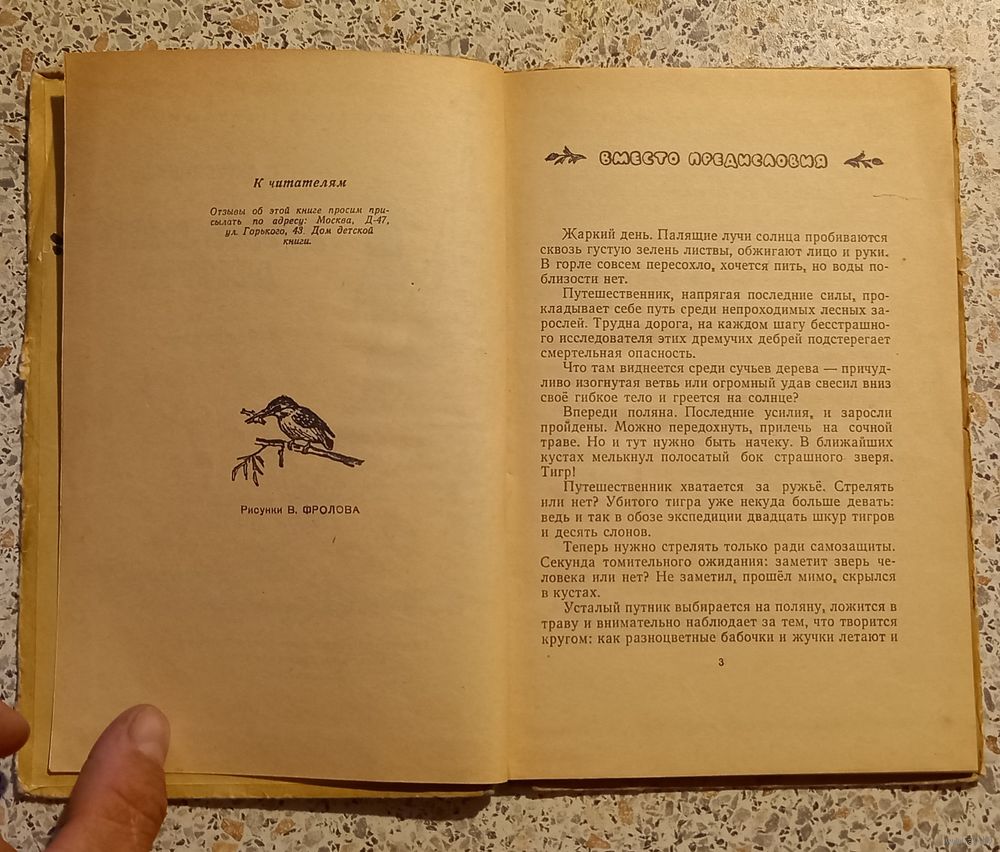 К читателям
Отзывы об этой книге просим при-
сылать по адресу: Москва, Д-47,
ул. Горького, 43. Дом детской
книги.
Рисунки В. ФРОЛОВА
ВМЕСТО ПРЕДИСЛОВИЯ
Жаркий день. Палящие лучи солнца пробиваются
сквозь густую зелень листвы, обжигают лицо и руки.
В горле совсем пересохло, хочется пить, но воды по-
близости нет.
Путешественник, напрягая последние силы, про-
кладывает себе путь среди непроходимых лесных за-
рослей. Трудна дорога, на каждом шагу бесстрашно-
го исследователя этих дремучих дебрей подстерегает
смертельная опасность.
Что там виднеется среди сучьев дерева — причуд-
ливо изогнутая ветвь или огромный удав свесил вниз
своё гибкое тело и греется на солнце?
Впереди поляна. Последние усилия, и заросли
пройдены. Можно передохнуть, прилечь на сочной
траве. Но и тут нужно быть начеку. В ближайших
кустах мелькнул полосатый бок страшного зверя.
Тигр!
Путешественник хватается за ружьё. Стрелять
или нет? Убитого тигра уже некуда больше девать:
ведь и так в обозе экспедиции двадцать шкур тигров
и десять слонов.
Теперь нужно стрелять только ради самозащиты.
Секунда томительного ожидания: заметит зверь че-
ловека или нет? Не заметил, прошёл мимо, скрылся
в кустах.
Усталый путник выбирается на поляну, ложится в
траву и внимательно наблюдает за тем, что творится
кругом: как разноцветные бабочки и жучки летают и
3